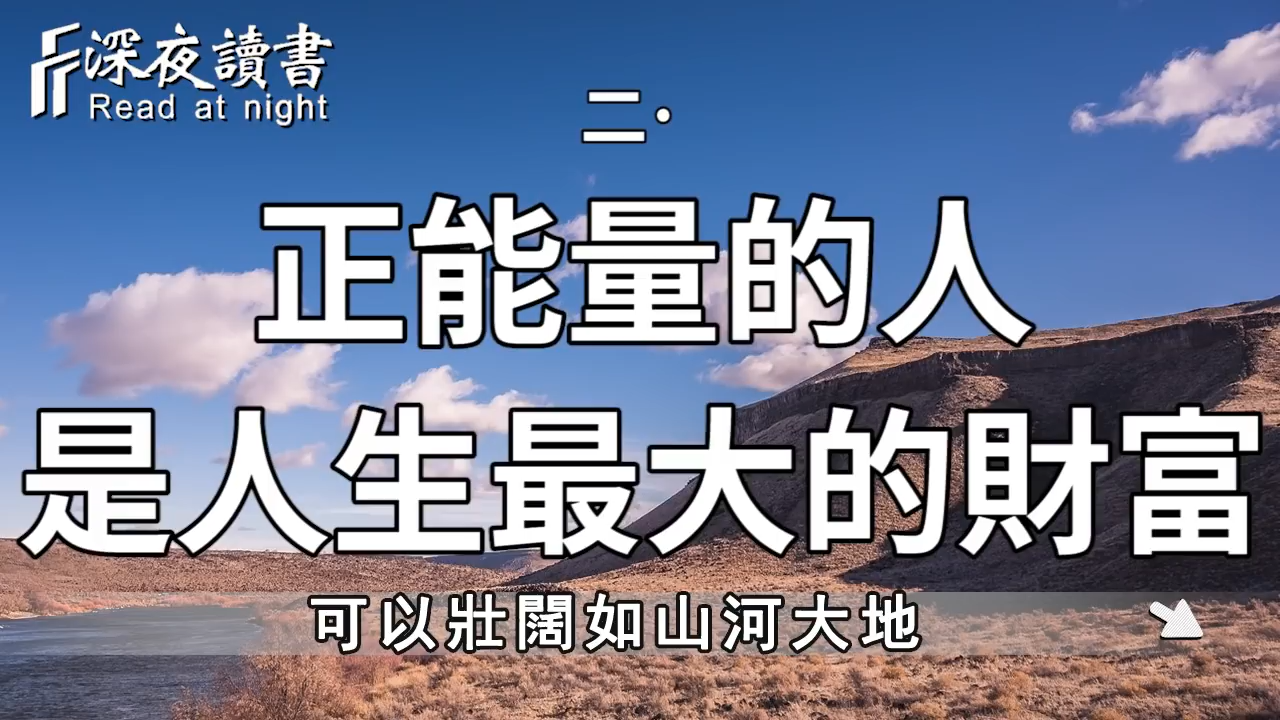 深夜讀書
Read at night
二·
正能量的人
是人生最大的財富
可以壯闊如山河大地